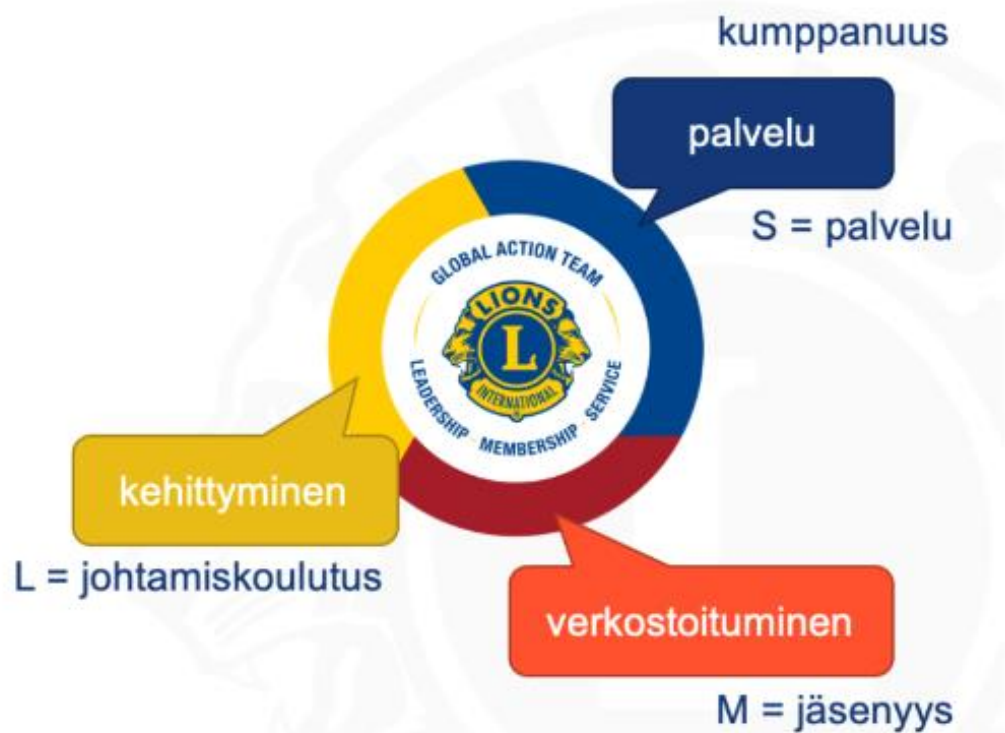 kumppanuus
palvelu
S = palvelu
GLOBAL ACTION TEAM
LIONS
L
INTERNATIONAL
LEADERSHIP · MEMBERSHIP · SERVICE
kehittyminen
L = johtamiskoulutus
verkostoituminen
M = jäsenyys